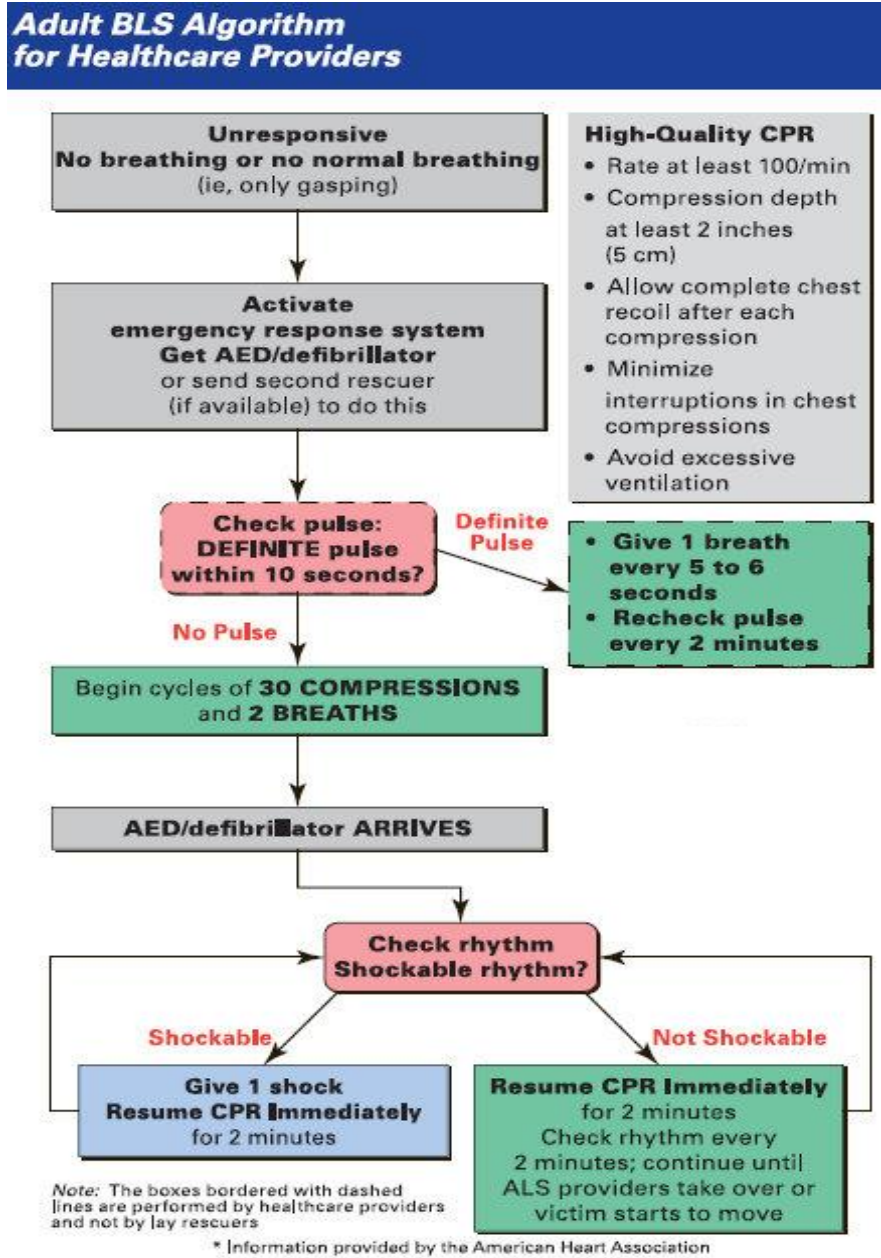 Adult BLS Algorithm
for Healthcare Providers
Unresponsive
No breathing or no normal breathing
(ie, only gasping)
High-Quality CPR
• Rate at least 100/min
• Compression depth
at least 2 inches
(5 cm)
• Allow complete chest
recoil after each
compression
• Minimize
interruptions in chest
compressions
• Avoid excessive
ventilation
Activate
emergency response system
Get AED/defibrillator
or send second rescuer
(if available) to do this
Check pulse:
DEFINITE pulse
within 10 seconds?
Definite
Pulse
• Give 1 breath
every 5 to 6
seconds
• Recheck pulse
every 2 minutes
No Pulse
Begin cycles of 30 COMPRESSIONS
and 2 BREATHS
AED/defibrillator ARRIVES
Check rhythm
Shockable rhythm?
Shockable
Not Shockable
Give 1 shock
Resume CPR Immediately
for 2 minutes
Resume CPR Immediately
for 2 minutes
Check rhythm every
2 minutes; continue until
ALS providers take over or
victim starts to move
Note: The boxes bordered with dashed
lines are performed by healthcare providers
and not by lay rescuers
* Information provided by the American Heart Association